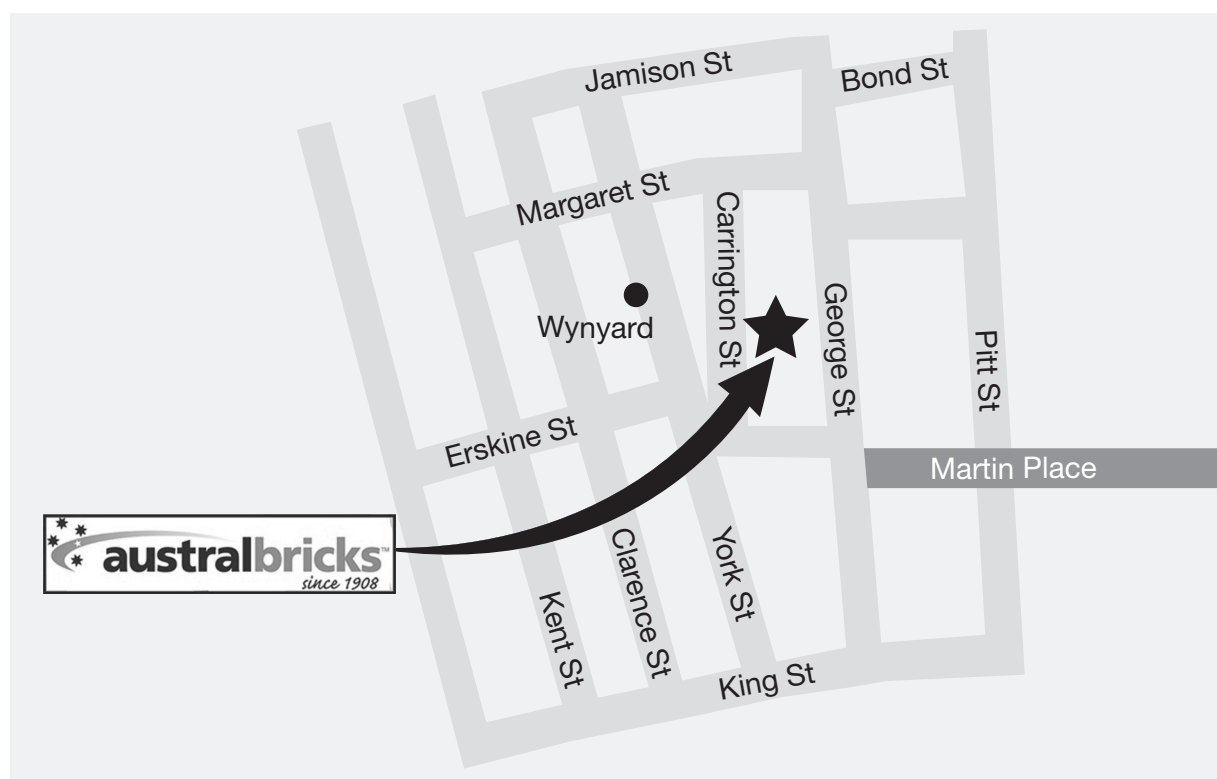 Jamison St
Bond St
Margaret St
Carrington St
Wynyard
George St
Pitt St
Erskine St
Martin Place
australbricks™
since 1908
Clarence St
York St
Kent St
King St